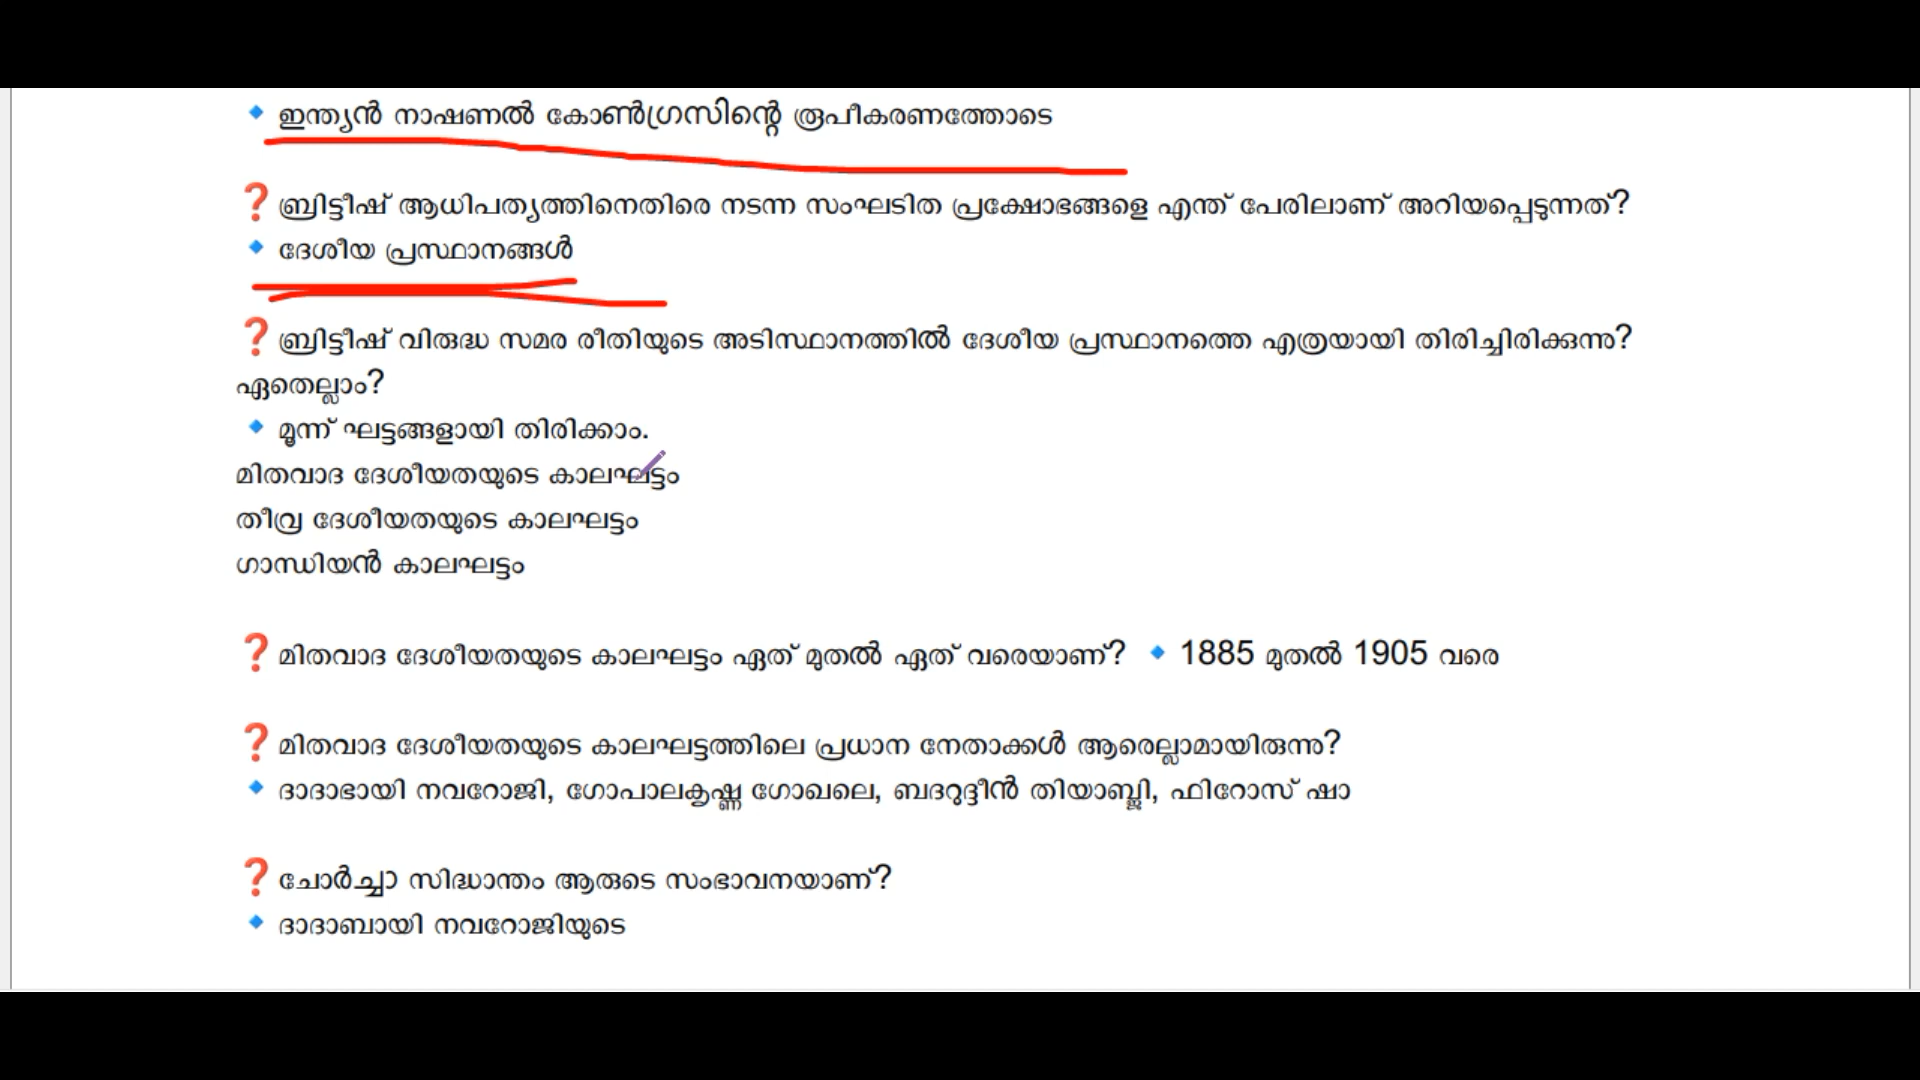 🔹 ഇന്ത്യൻ നാഷണൽ കോൺഗ്രസിന്റെ രൂപീകരണത്തോടെ
❓ബ്രിട്ടീഷ് ആധിപത്യത്തിനെതിരെ നടന്ന സംഘടിത പ്രക്ഷോഭങ്ങളെ എന്ത് പേരിലാണ് അറിയപ്പെടുന്നത്?
🔹 ദേശീയ പ്രസ്ഥാനങ്ങൾ
❓ബ്രിട്ടീഷ് വിരുദ്ധ സമര രീതിയുടെ അടിസ്ഥാനത്തിൽ ദേശീയ പ്രസ്ഥാനത്തെ എത്രയായി തിരിച്ചിരിക്കുന്നു?
ഏതെല്ലാം?
🔹 മൂന്ന് ഘട്ടങ്ങളായി തിരിക്കാം.
മിതവാദ ദേശീയതയുടെ കാലഘട്ടം
തീവ്ര ദേശീയതയുടെ കാലഘട്ടം
ഗാന്ധിയൻ കാലഘട്ടം
❓മിതവാദ ദേശീയതയുടെ കാലഘട്ടം ഏത് മുതൽ ഏത് വരെയാണ്? 🔹 1885 മുതൽ 1905 വരെ
❓മിതവാദ ദേശീയതയുടെ കാലഘട്ടത്തിലെ പ്രധാന നേതാക്കൾ ആരെല്ലാമായിരുന്നു?
🔹 ദാദാഭായി നവറോജി, ഗോപാലകൃഷ്ണ ഗോഖലെ, ബദറുദ്ദീൻ തിയാബ്ജി, ഫിറോസ് ഷാ
❓ചോർച്ചാ സിദ്ധാന്തം ആരുടെ സംഭാവനയാണ്?
🔹 ദാദാബായി നവറോജിയുടെ